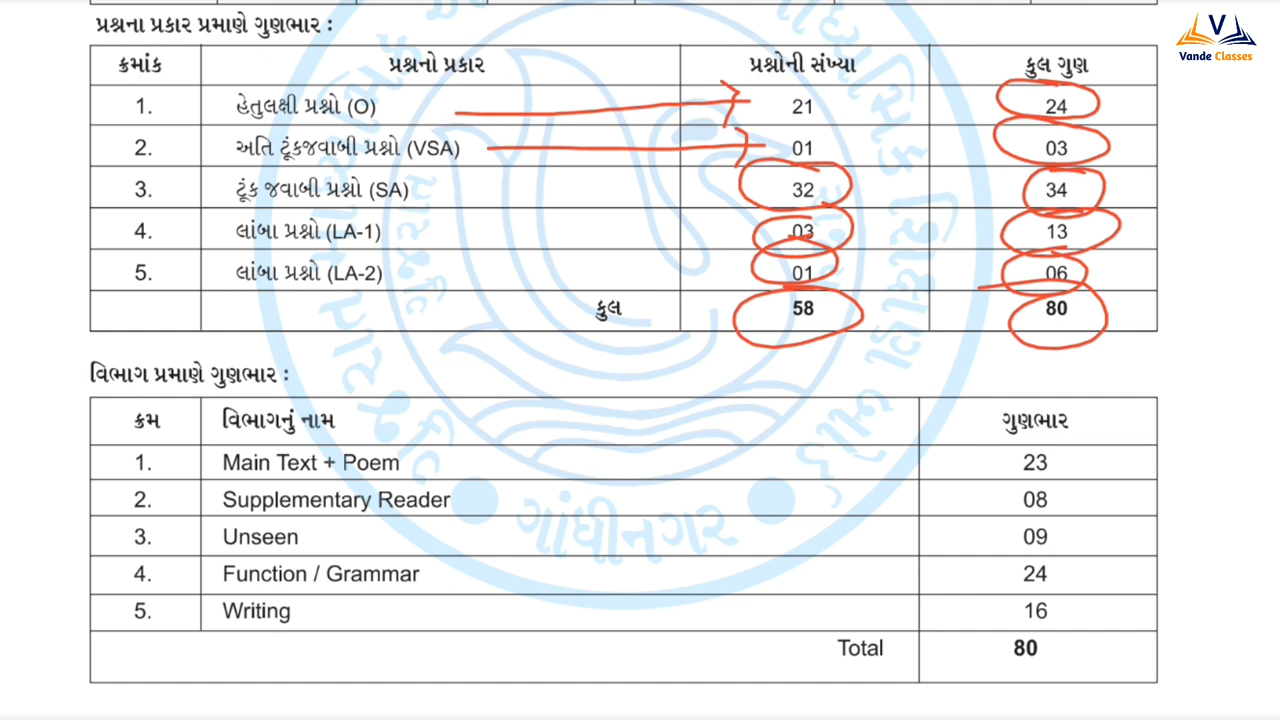 Vande Classes
પ્રશ્નના પ્રકાર પ્રમાણે ગુણભાર :
ક્રમાંક પ્રશ્નનો પ્રકાર પ્રશ્નોની સંખ્યા કુલ ગુણ
1. હેતુલક્ષી પ્રશ્નો (O) 21 24
2. અતિ ટૂંકજવાબી પ્રશ્નો (VSA) 01 03
3. ટૂંક જવાબી પ્રશ્નો (SA) 32 34
4. લાંબા પ્રશ્નો (LA-1) 03 13
5. લાંબા પ્રશ્નો (LA-2) 01 06
કુલ 58 80
વિભાગ પ્રમાણે ગુણભાર :
ક્રમ વિભાગનું નામ ગુણભાર
1. Main Text + Poem 23
2. Supplementary Reader 08
3. Unseen 09
4. Function / Grammar 24
5. Writing 16
Total 80
ગાંધીનગર